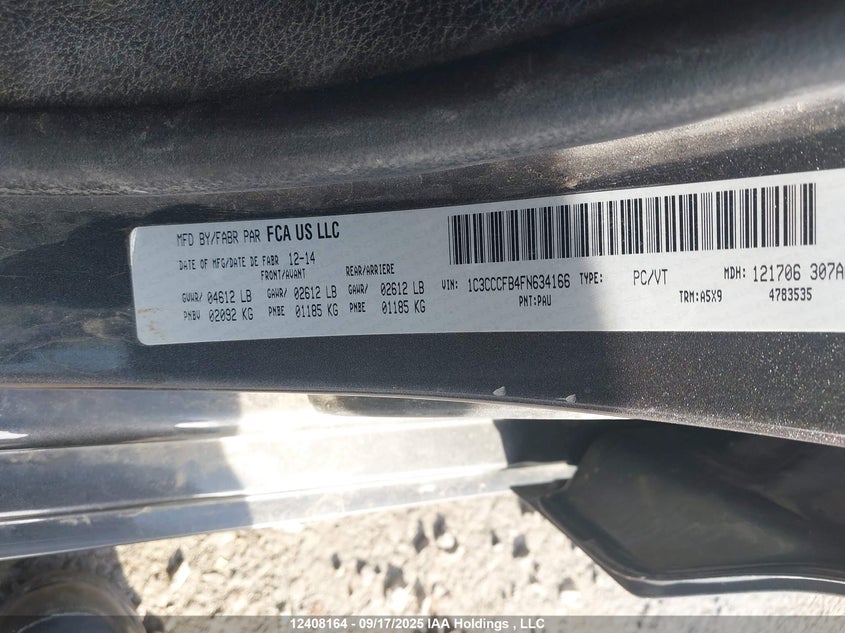 MFD BY/FABR PAR FCA US LLC
DATE OF MFG/DATE DE FABR 12-14
FRONT/AVANT REAR/ARRIERE
GVWR/ 04612 LB GAWR/ 02612 LB GAWR/ 02612 LB
PNBV 02092 KG PNBE 01185 KG PNBE 01185 KG
VIN: 1C3CCCFB4FN634166 TYPE: PC/VT MDH: 121706 307A
PNT: PAU TRM:A5X9 4783535
12408164 - 09/17/2025 IAA Holdings , LLC